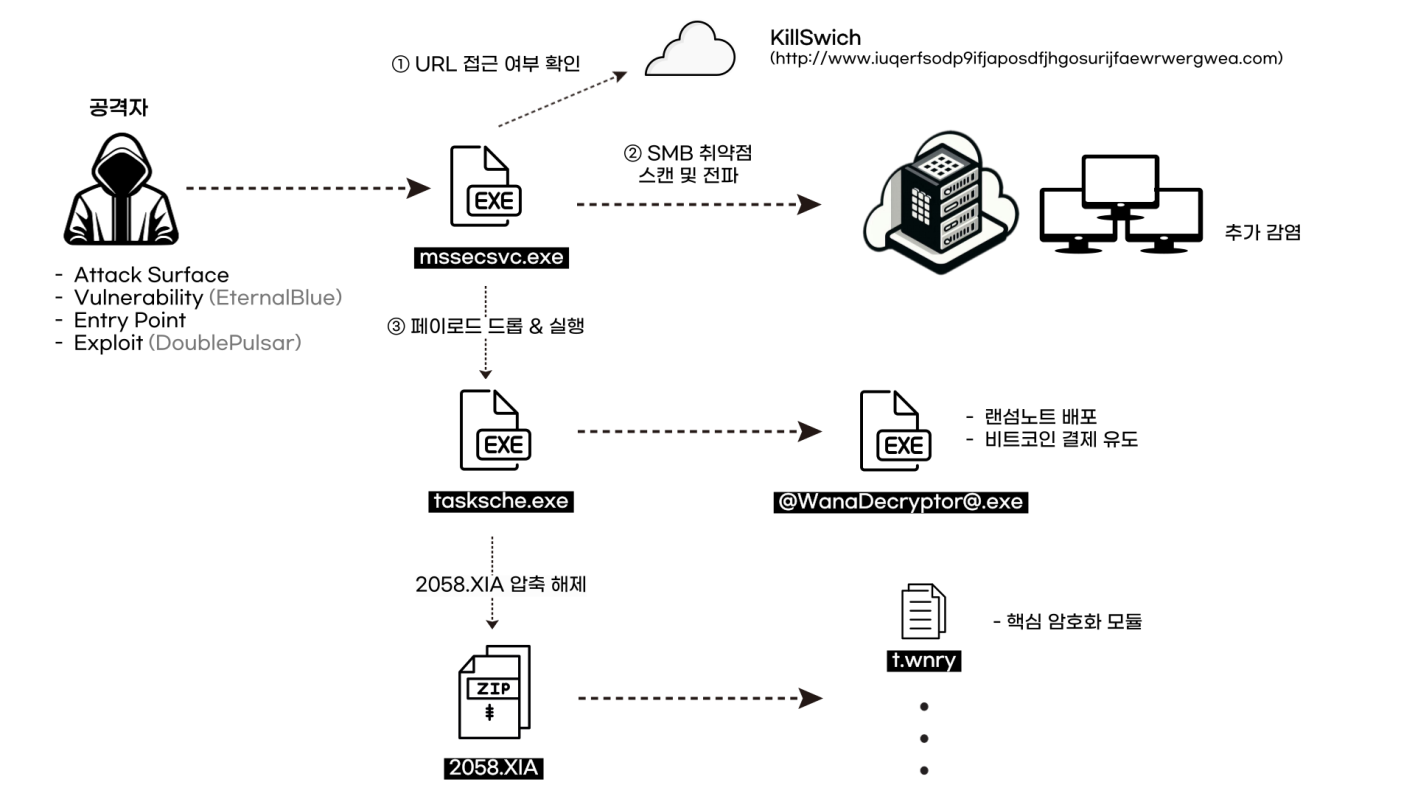 ① URL 접근 여부 확인
KillSwich
(http://www.iuqerfsodp9ifjaposdfjhgosurijfaewrwergwea.com)
공격자
EXE
mssecsvc.exe
② SMB 취약점
스캔 및 전파
추가 감염
- Attack Surface
- Vulnerability (EternalBlue)
- Entry Point
- Exploit (DoublePulsar)
③ 페이로드 드롭 & 실행
EXE
tasksche.exe
EXE
@WanaDecryptor@.exe
- 랜섬노트 배포
- 비트코인 결제 유도
2058.XIA 압축 해제
ZIP
2058.XIA
t.wnry
- 핵심 암호화 모듈